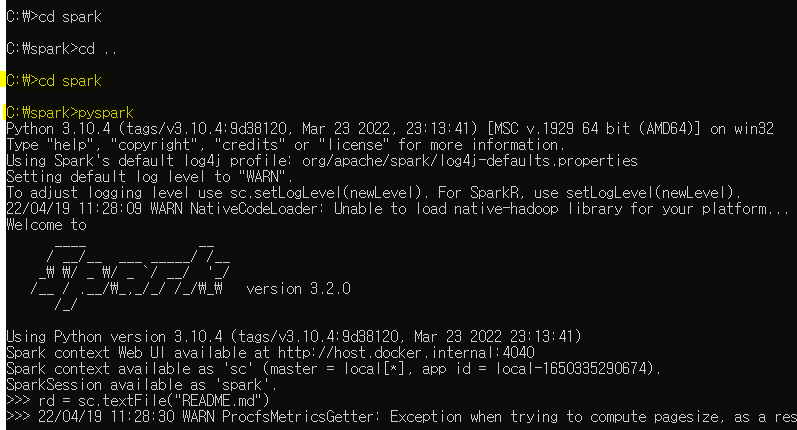 C:₩>cd spark
C:₩spark>cd ..
C:₩>cd spark
C:₩spark>pyspark
Python 3.10.4 (tags/v3.10.4:9d38120, Mar 23 2022, 23:13:41) [MSC v.1929 64 bit (AMD64)] on win32
Type "help", "copyright", "credits" or "license" for more information.
Using Spark's default log4j profile: org/apache/spark/log4j-defaults.properties
Setting default log level to "WARN".
To adjust logging level use sc.setLogLevel(newLevel). For SparkR, use setLogLevel(newLevel).
22/04/19 11:28:09 WARN NativeCodeLoader: Unable to load native-hadoop library for your platform...
Welcome to
      ____              __
     / __/__  ___ _____/ /__
    _₩ ₩/ _ ₩/ _ `/ __/  '_/
   /__ / .__/₩_,_/_/ /_/₩_₩   version 3.2.0
      /_/
Using Python version 3.10.4 (tags/v3.10.4:9d38120, Mar 23 2022 23:13:41)
Spark context Web UI available at http://host.docker.internal:4040
Spark context available as 'sc' (master = local[*], app id = local-1650335290674).
SparkSession available as 'spark'.
>>> rd = sc.textFile("README.md")
>>> 22/04/19 11:28:30 WARN ProcfsMetricsGetter: Exception when trying to compute pagesize, as a res